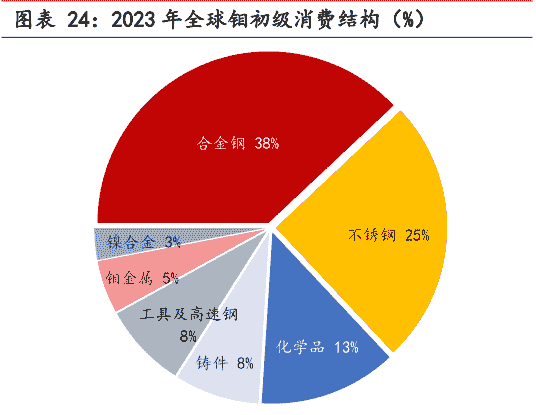 图表 24：2023 年全球钼初级消费结构（%）
合金钢 38%
不锈钢 25%
镍合金 3%
钼金属 5%
工具及高速钢
8%
铸件 8%
化学品 13%